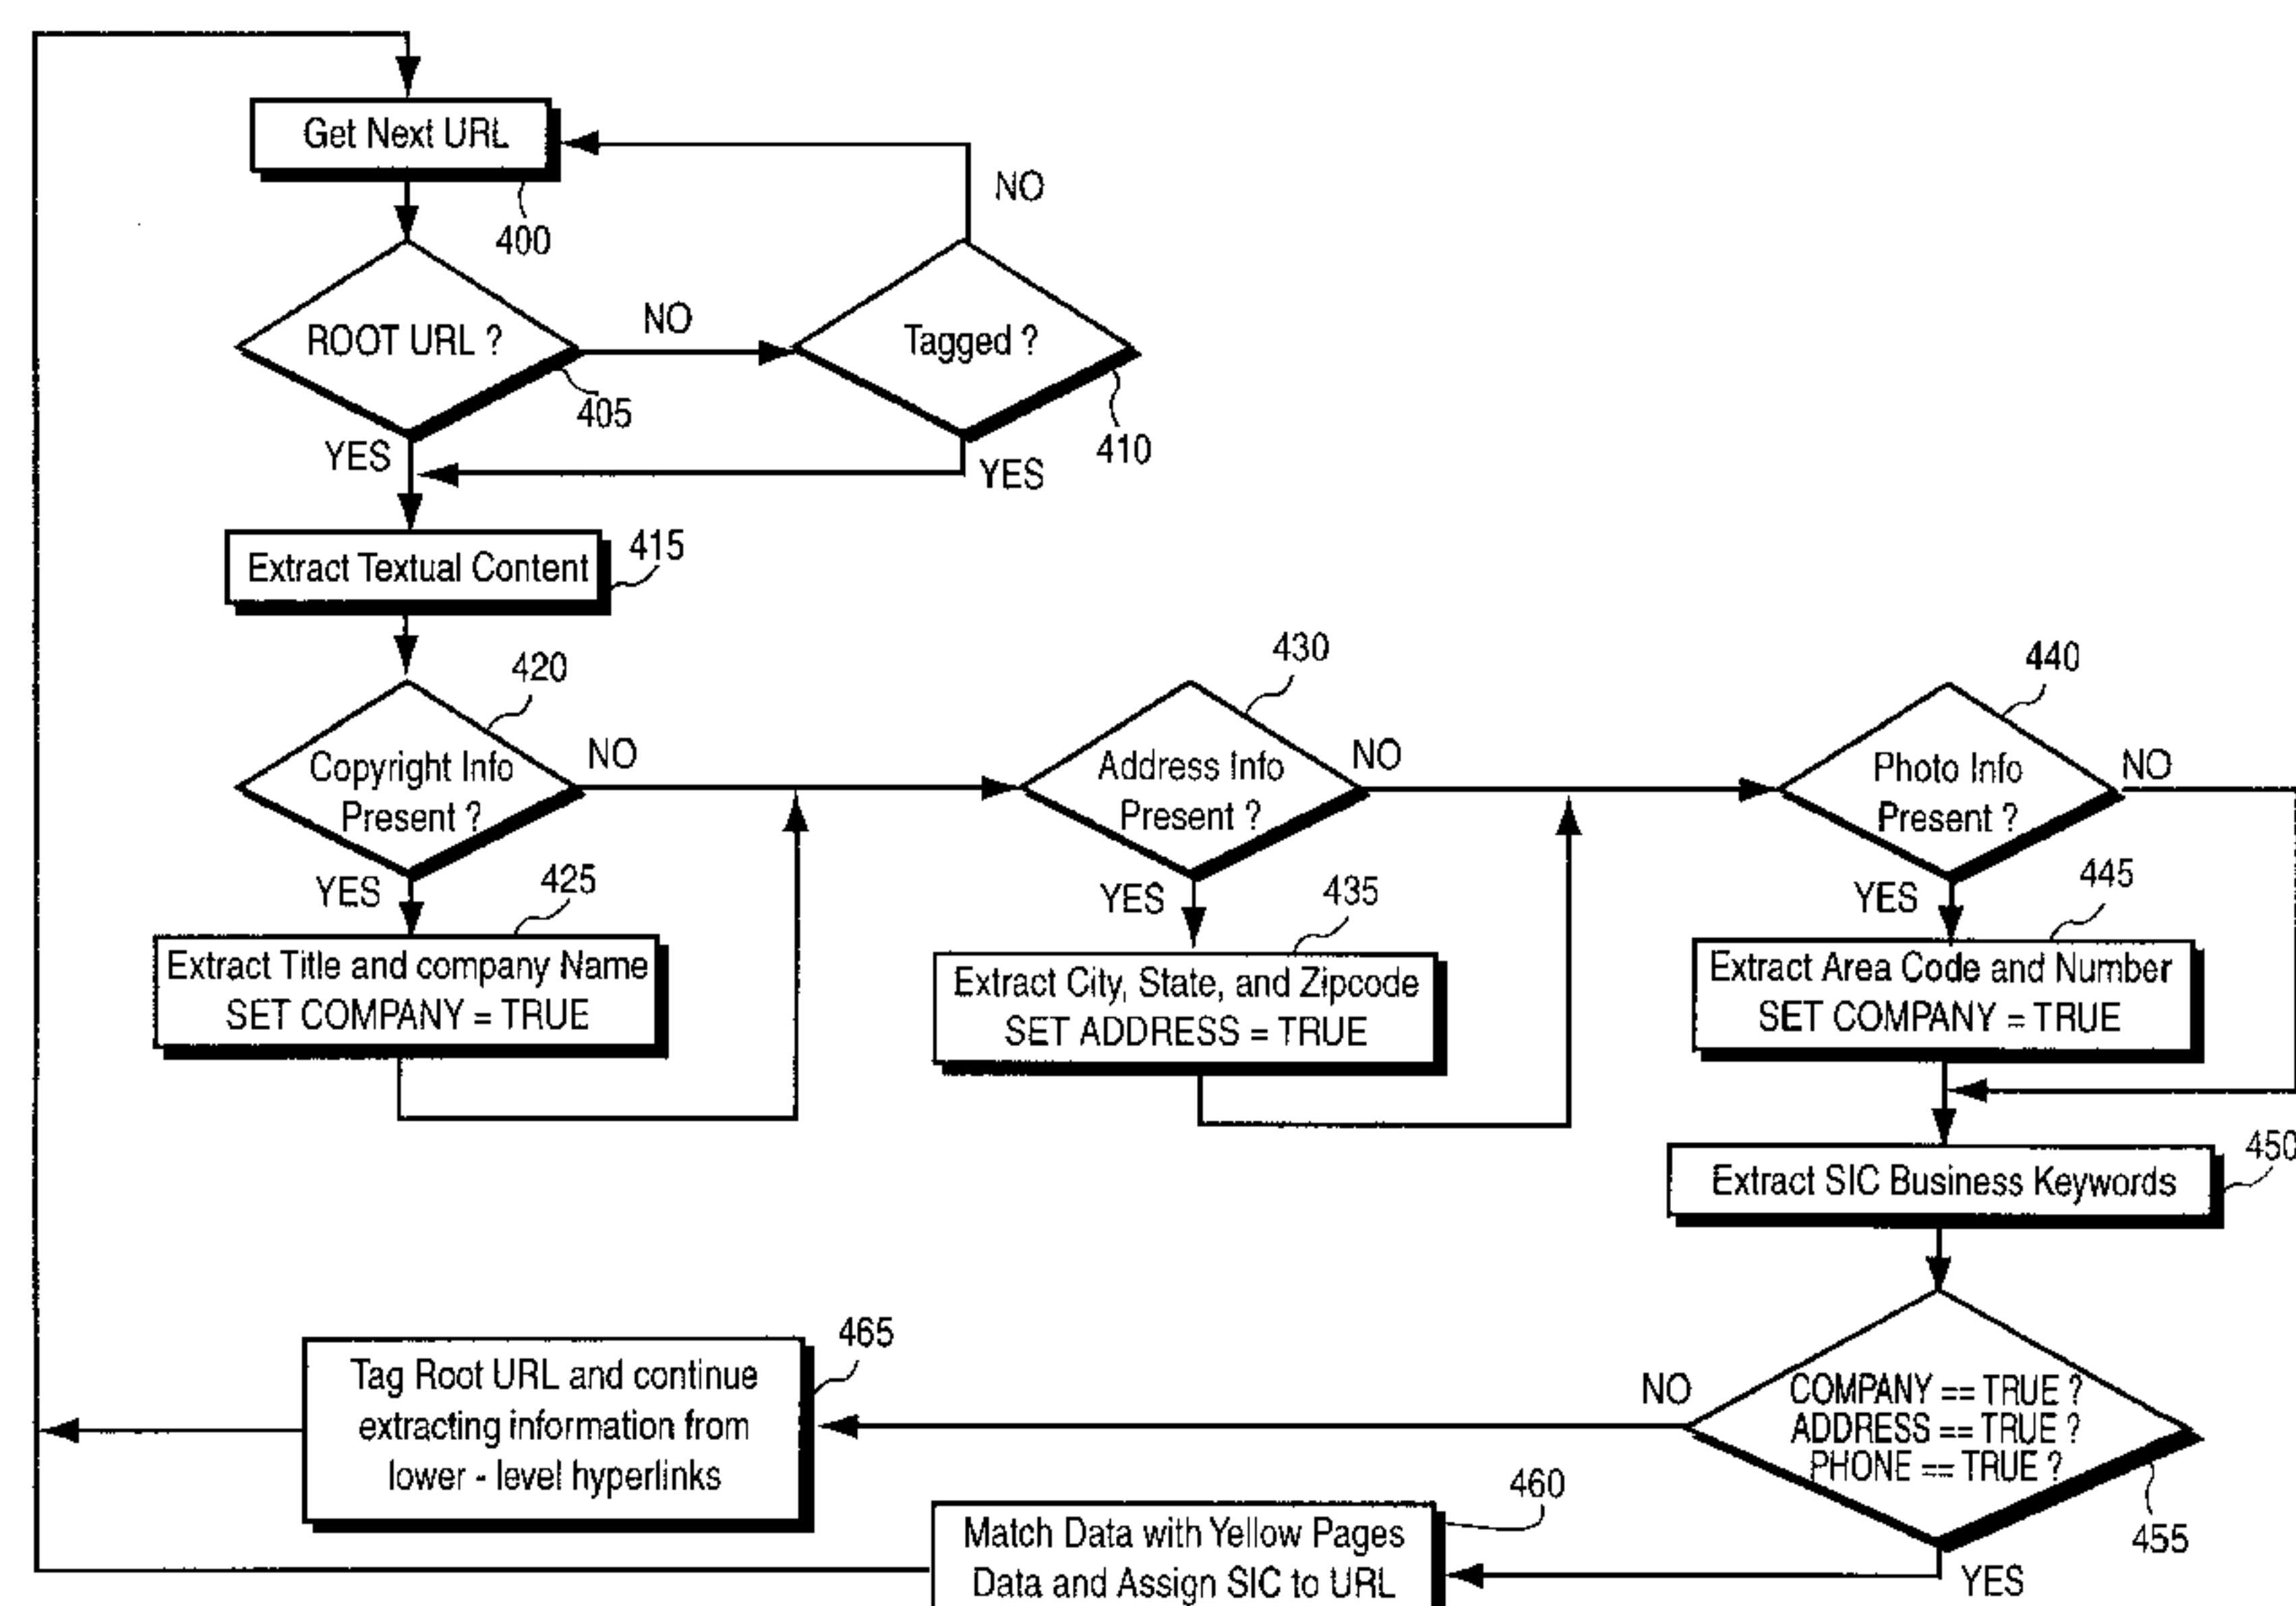 Get Next URL
400
NO
ROOT URL ?
405
NO
Tagged ?
410
YES
YES
Extract Textual Content
415
420
Copyright Info
Present ?
NO
YES
425
Extract Title and company Name
SET COMPANY = TRUE
430
Address Info
Present ?
NO
YES
435
Extract City, State, and Zipcode
SET ADDRESS = TRUE
440
Photo Info
Present ?
NO
YES
445
Extract Area Code and Number
SET COMPANY = TRUE
450
Extract SIC Business Keywords
COMPANY == TRUE ?
ADDRESS == TRUE ?
PHONE == TRUE ?
455
NO
YES
465
Tag Root URL and continue
extracting information from
lower - level hyperlinks
460
Match Data with Yellow Pages
Data and Assign SIC to URL